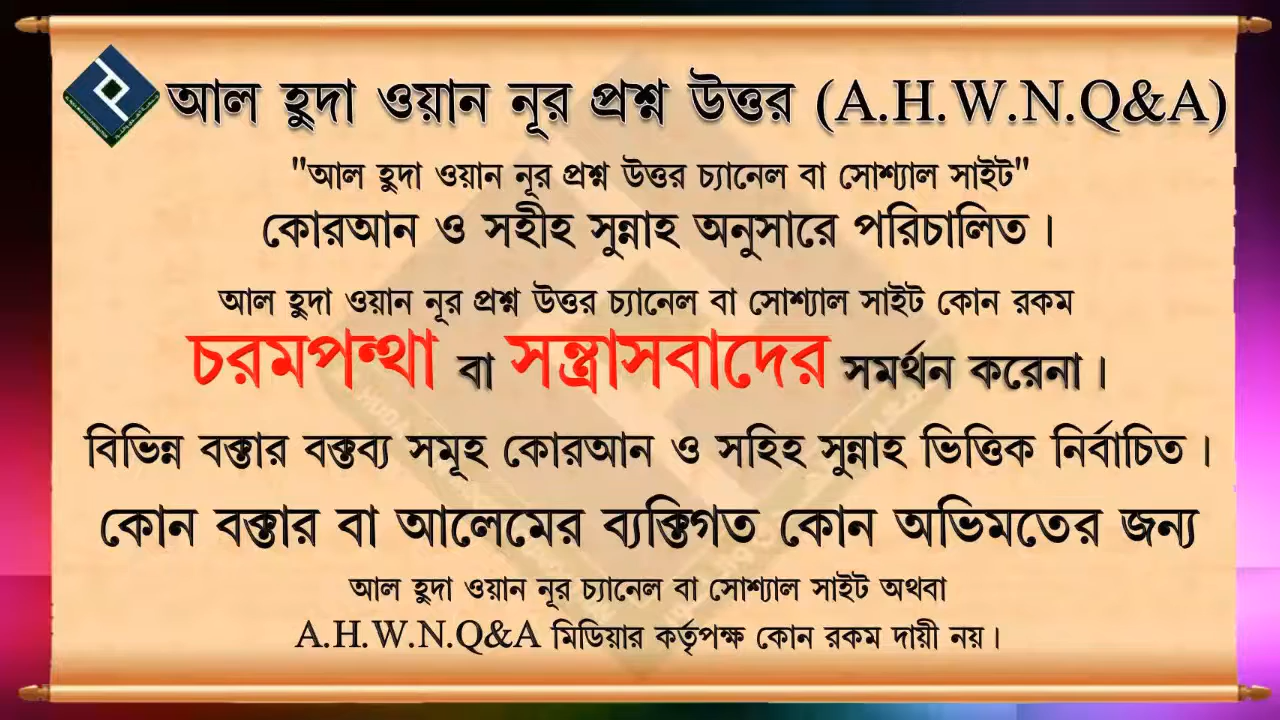 আল হুদা ওয়ান নূর প্রশ্ন উত্তর (A.H.W.N.Q&A)
"আল হুদা ওয়ান নূর প্রশ্ন উত্তর চ্যানেল বা সোশ্যাল সাইট"
কোরআন ও সহীহ সুন্নাহ অনুসারে পরিচালিত।
আল হুদা ওয়ান নূর প্রশ্ন উত্তর চ্যানেল বা সোশ্যাল সাইট কোন রকম
চরমপন্থা বা সন্ত্রাসবাদের সমর্থন করেনা।
বিভিন্ন বক্তার বক্তব্য সমূহ কোরআন ও সহিহ সুন্নাহ ভিত্তিক নির্বাচিত।
কোন বক্তার বা আলেমের ব্যক্তিগত কোন অভিমতের জন্য
আল হুদা ওয়ান নূর চ্যানেল বা সোশ্যাল সাইট অথবা
A.H.W.N.Q&A মিডিয়ার কর্তৃপক্ষ কোন রকম দায়ী নয়।